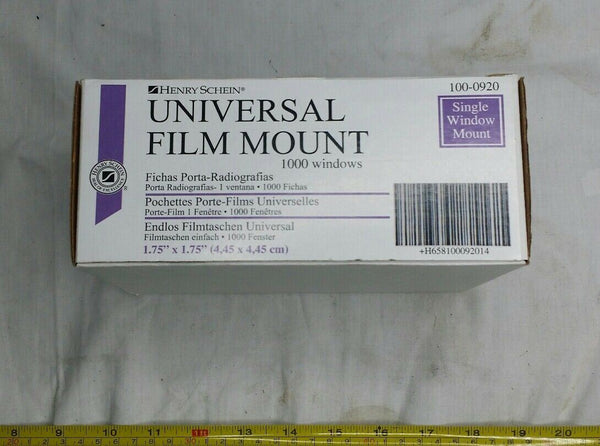 HENRY SCHEIN®
100-0920
UNIVERSAL
FILM MOUNT
1000 windows
Single
Window
Mount
HENRY SCHEIN
Fichas Porta-Radiografias
Porta Radiografias- 1 ventana • 1000 Fichas
Pochettes Porte-Films Universelles
Porte-Film 1 Fenêtre • 1000 Fenêtres
Endlos Filmtaschen Universal
Filmtaschen einfach • 1000 Fenster
1.75" x 1.75" (4,45 x 4,45 cm)
+H658100092014
8 9 10 11 12 13 14 15 16 17 18 19 20